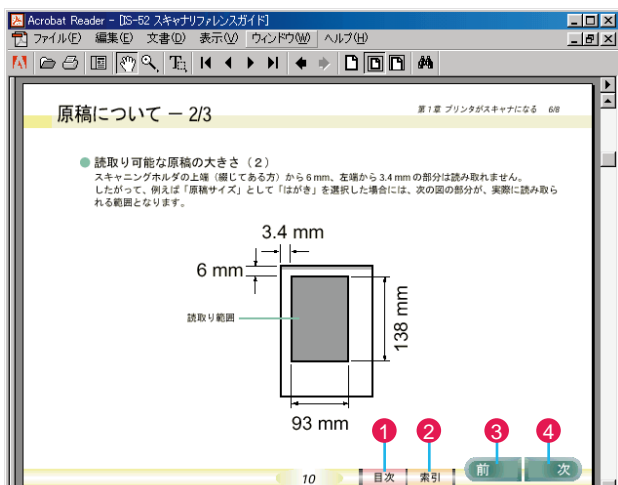 Acrobat Reader - [IS-52 スキャナリファレンスガイド]
ファイル(F) 編集(E) 文書(D) 表示(V) ウィンドウ(W) ヘルプ(H)
原稿について － 2/3
第1章 プリンタがスキャナになる 6/8
● 読取り可能な原稿の大きさ（2）
スキャニングホルダの上端（綴じてある方）から6 mm、左端から3.4 mmの部分は読み取れません。
したがって、例えば「原稿サイズ」として「はがき」を選択した場合には、次の図の部分が、実際に読み取ら
れる範囲となります。
3.4 mm
6 mm
読取り範囲
138 mm
93 mm
1 2 3 4
10 目次 索引 前 次